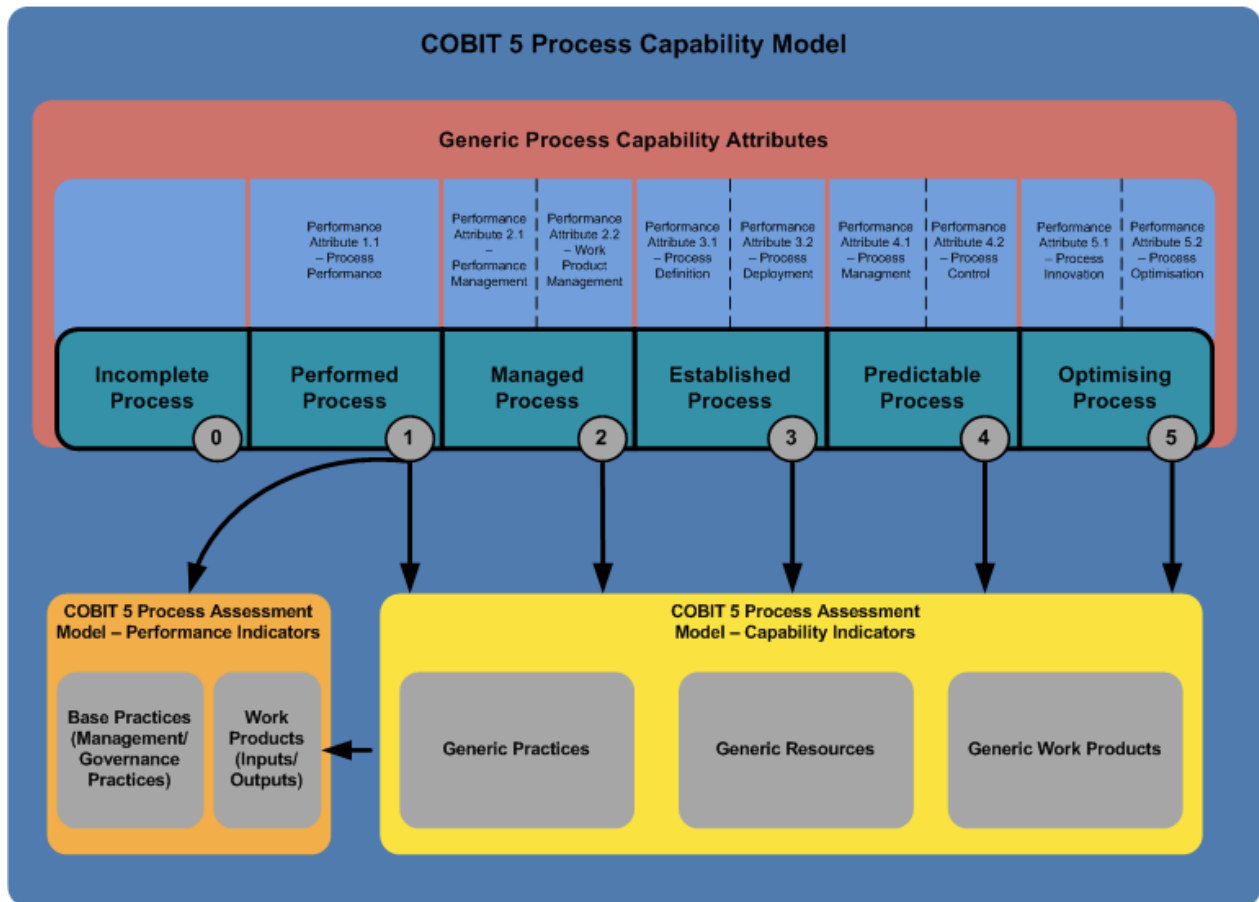 COBIT 5 Process Capability Model
Generic Process Capability Attributes
Performance
Attribute 1.1
– Process
Performance
Performance
Attribute 2.1
–
Performance
Management
Performance
Attribute 2.2
– Work
Product
Management
Performance
Attribute 3.1
– Process
Definition
Performance
Attribute 3.2
– Process
Deployment
Performance
Attribute 4.1
– Process
Managment
Performance
Attribute 4.2
– Process
Control
Performance
Attribute 5.1
– Process
Innovation
Performance
Attribute 5.2
– Process
Optimisation
Incomplete
Process
0
Performed
Process
1
Managed
Process
2
Established
Process
3
Predictable
Process
4
Optimising
Process
5
COBIT 5 Process Assessment
Model – Performance Indicators
Base Practices
(Management/
Governance
Practices)
Work
Products
(Inputs/
Outputs)
COBIT 5 Process Assessment
Model – Capability Indicators
Generic Practices
Generic Resources
Generic Work Products